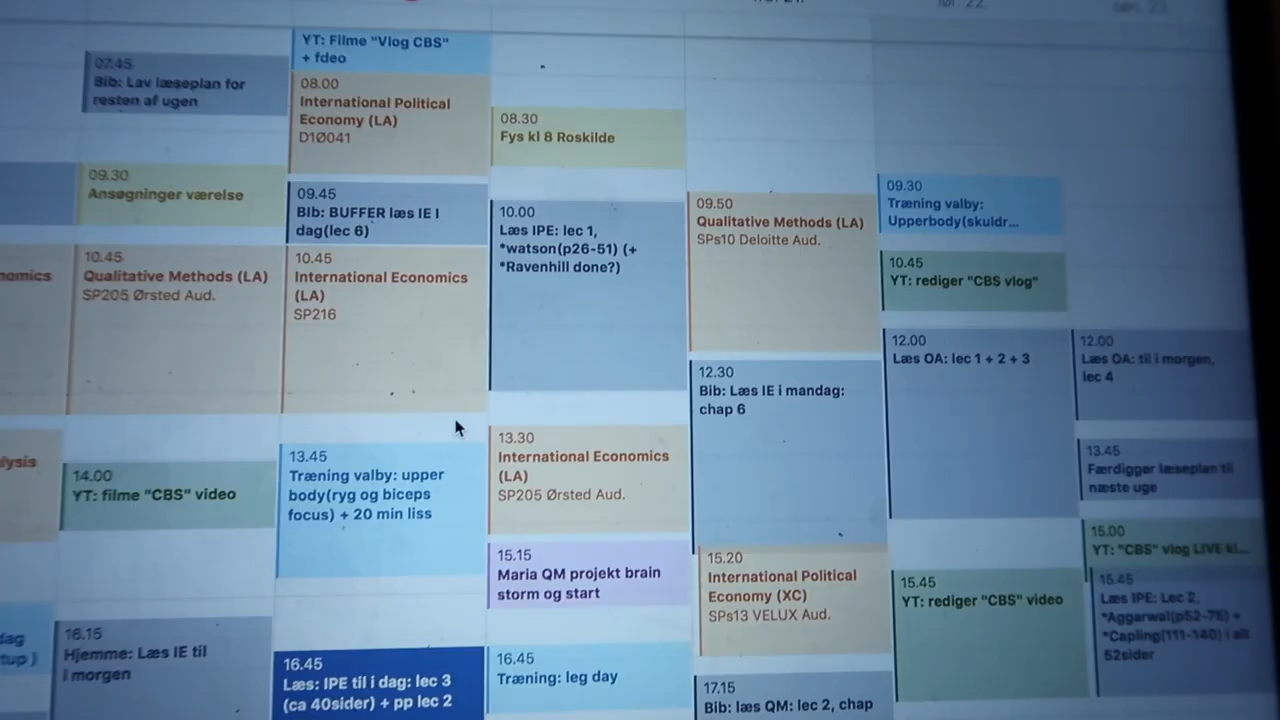 07.45
Bib: Lav læseplan for
resten af ugen
09.30
Ansøgninger værelse
nomics
10.45
Qualitative Methods (LA)
SP205 Ørsted Aud.
lysis
14.00
YT: filme "CBS" video
dag
tup )
16.15
Hjemme: Læs IE til
i morgen
YT: Filme "Vlog CBS"
+ fdeo
08.00
International Political
Economy (LA)
D1Ø041
09.45
Bib: BUFFER læs IE I
dag(lec 6)
10.45
International Economics
(LA)
SP216
13.45
Træning valby: upper
body(ryg og biceps
focus) + 20 min liss
16.45
Læs: IPE til i dag: lec 3
(ca 40sider) + pp lec 2
08.30
Fys kl 8 Roskilde
10.00
Læs IPE: lec 1,
*watson(p26-51) (+
*Ravenhill done?)
13.30
International Economics
(LA)
SP205 Ørsted Aud.
15.15
Maria QM projekt brain
storm og start
16.45
Træning: leg day
09.50
Qualitative Methods (LA)
SPs10 Deloitte Aud.
12.30
Bib: Læs IE i mandag:
chap 6
15.20
International Political
Economy (XC)
SPs13 VELUX Aud.
17.15
Bib: læs QM: lec 2, chap
09.30
Træning valby:
Upperbody(skuldr...
10.45
YT: rediger "CBS vlog"
12.00
Læs OA: lec 1 + 2 + 3
15.45
YT: rediger "CBS" video
12.00
Læs OA: til i morgen,
lec 4
13.45
Færdiggør læseplan til
næste uge
15.00
YT: "CBS" vlog LIVE kl...
15.45
Læs IPE: Lec 2,
*Aggarwal(p52-75) +
*Capling(111-140) i alt
52sider